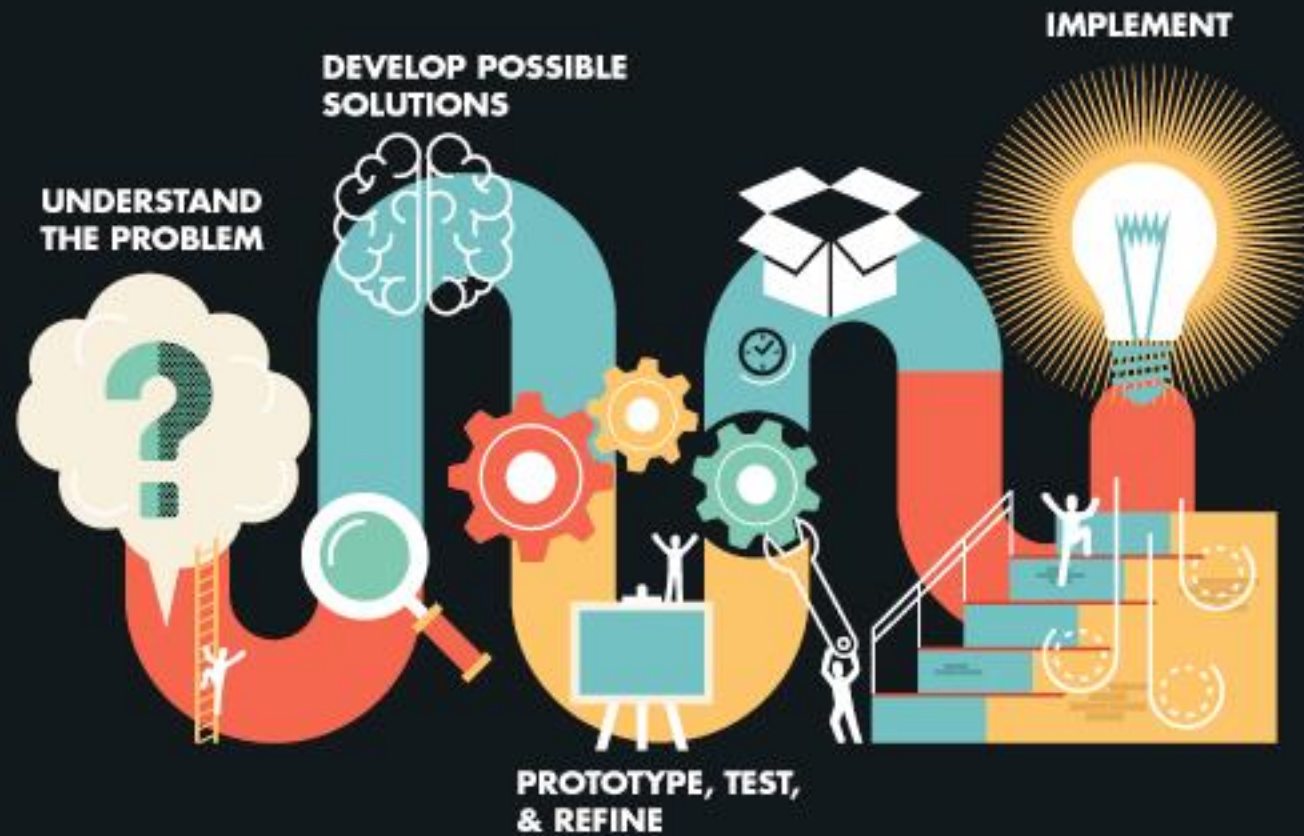 UNDERSTAND
THE PROBLEM
DEVELOP POSSIBLE
SOLUTIONS
PROTOTYPE, TEST,
& REFINE
IMPLEMENT
?